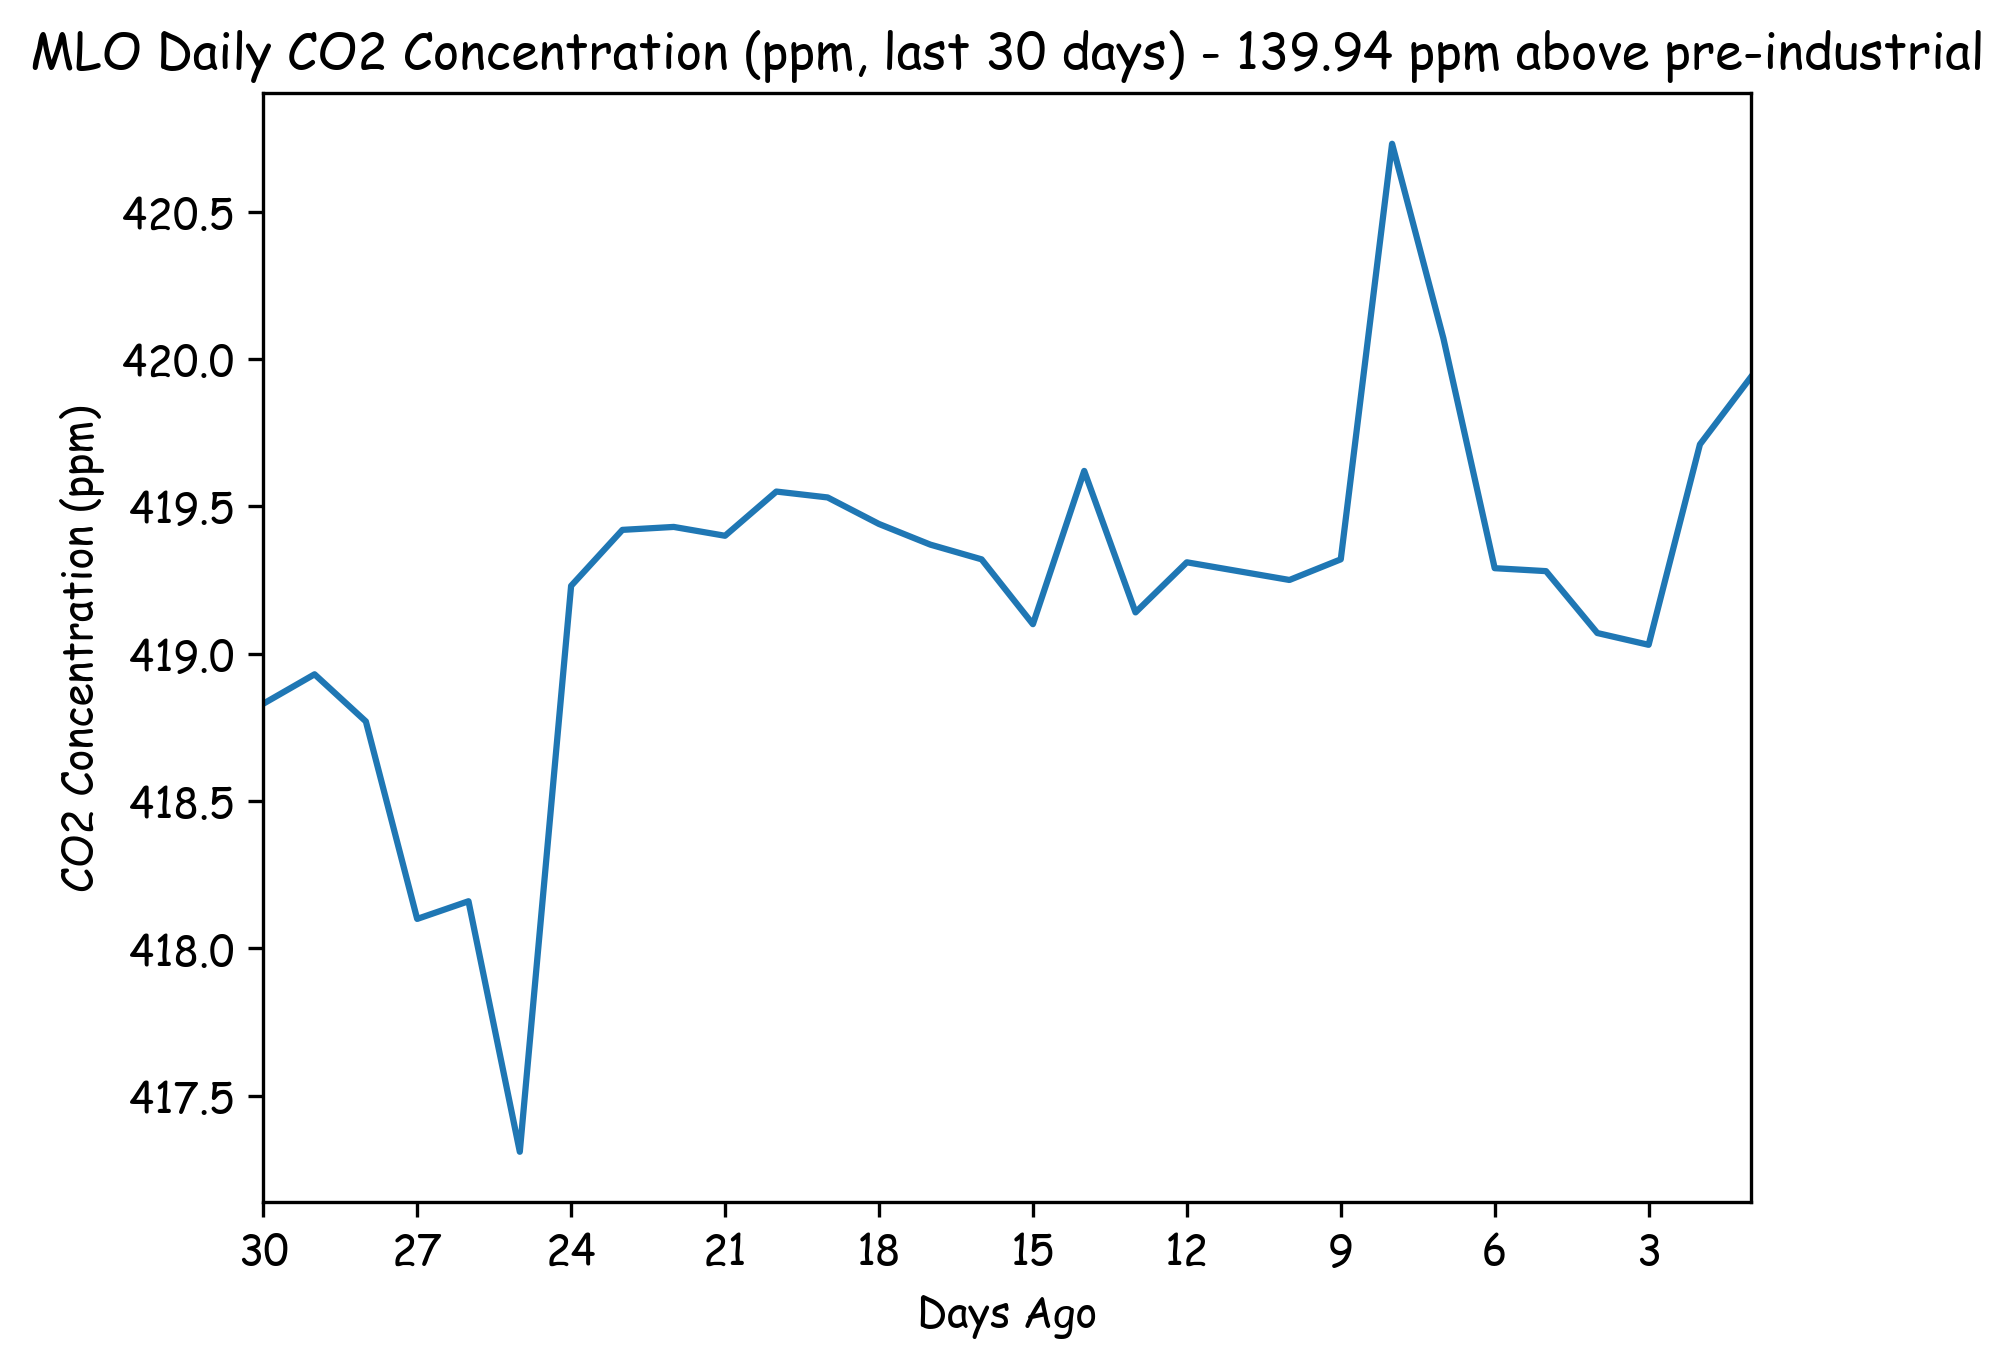 MLO Daily CO2 Concentration (ppm, last 30 days) - 139.94 ppm above pre-industrial
CO2 Concentration (ppm)
420.5
420.0
419.5
419.0
418.5
418.0
417.5
30 27 24 21 18 15 12 9 6 3
Days Ago